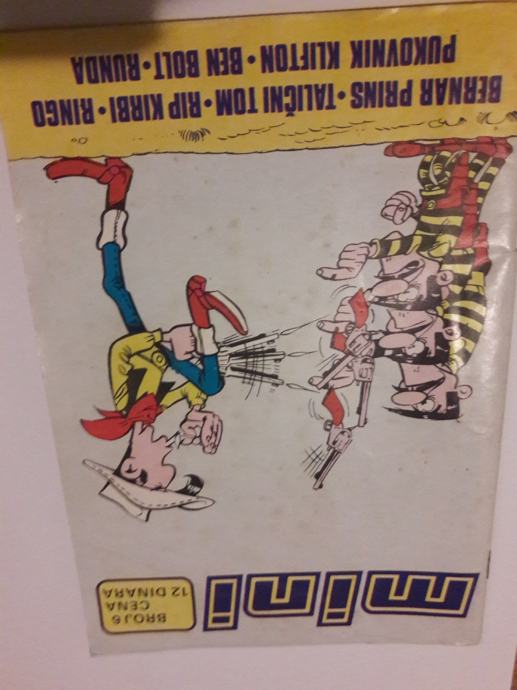 BROJ 6
CENA
12 DINARA
mini
BERNAR PRINS • TALIČNI TOM • RIP KIRBI • RINGO
PUKOVNIK KLIFTON • BEN BOLT • RUNDA